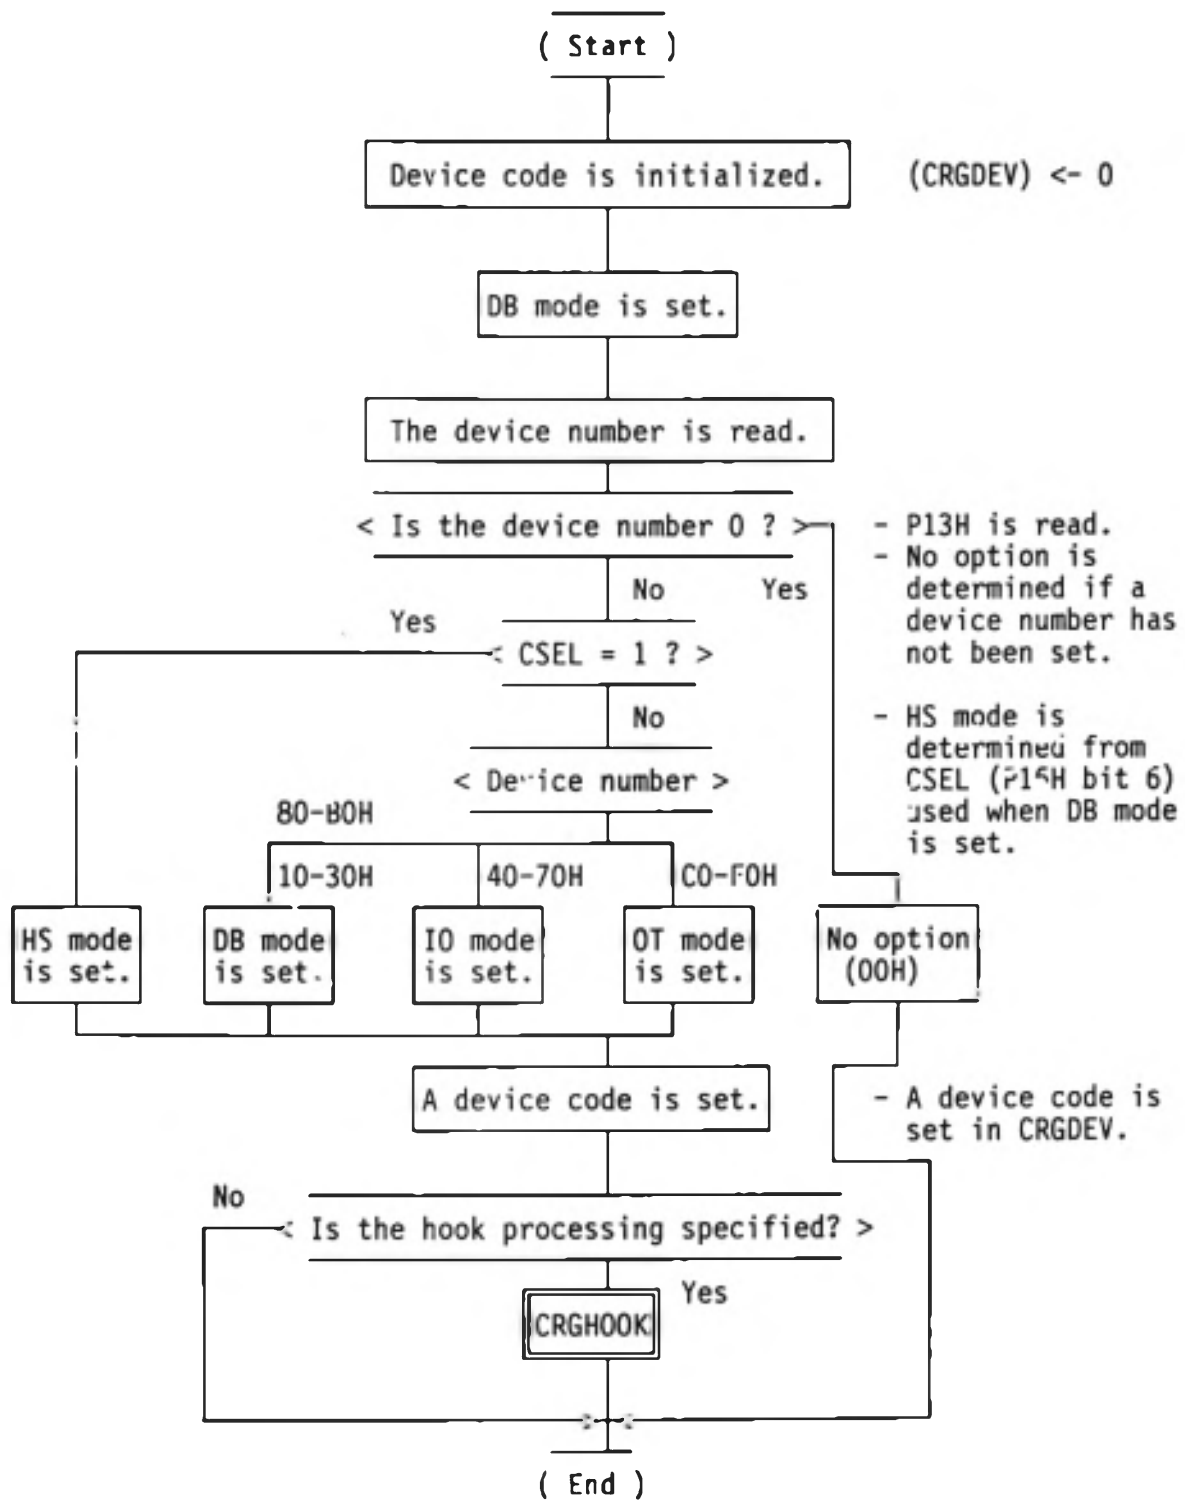 ( Start )
Device code is initialized.
(CRGDEV) <- 0
DB mode is set.
The device number is read.
< Is the device number 0 ? >
- P13H is read.
- No option is
determined if a
device number has
not been set.
No
Yes
Yes
< CSEL = 1 ? >
No
- HS mode is
determined from
CSEL (P15H bit 6)
used when DB mode
is set.
< Device number >
80-B0H
10-30H
40-70H
C0-F0H
HS mode
is set.
DB mode
is set.
IO mode
is set.
OT mode
is set.
No option
(00H)
A device code is set.
- A device code is
set in CRGDEV.
No
< Is the hook processing specified? >
Yes
CRGHOOK
( End )